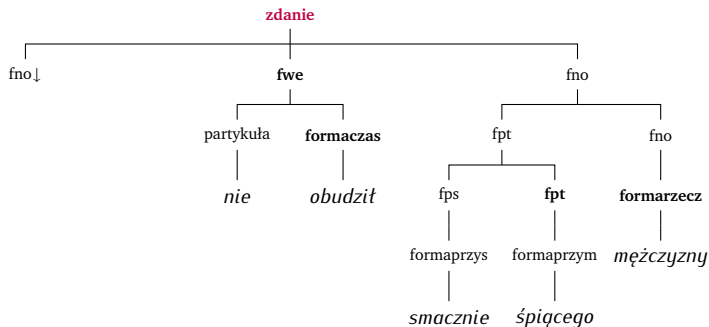 zdanie
fno↓ fwe fno
partykuła formaczas fpt fno
nie obudził fps fpt formarzecz
formaprzys formaprzym mężczyzny
smacznie śpiącego